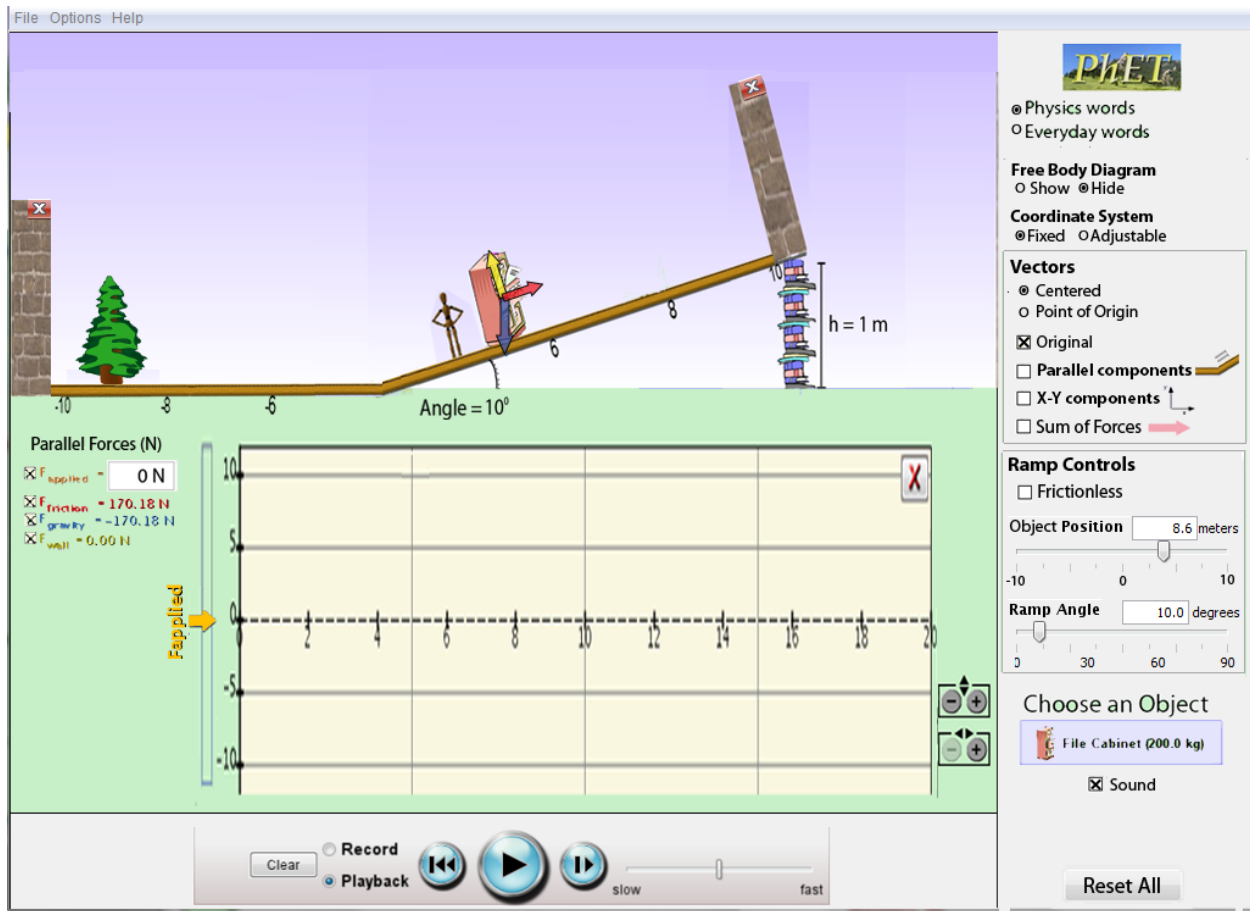 File Options Help
PhET
Physics words
Everyday words
Free Body Diagram
Show Hide
Coordinate System
Fixed Adjustable
Vectors
Centered
Point of Origin
Original
Parallel components
X-Y components
Sum of Forces
Ramp Controls
Frictionless
Object Position 8.6 meters
-10 0 10
Ramp Angle 10.0 degrees
0 30 60 90
Choose an Object
File Cabinet (200.0 kg)
Sound
Reset All
10
8
6
h = 1 m
-10 -8 -6
Angle = 10⁰
Parallel Forces (N)
F applied = 0 N
F friction = 170.18 N
F gravity = -170.18 N
F wall = 0.00 N
Fapplied
10
5
0
-5
-10
0 2 4 6 8 10 12 14 16 18 20
X
Clear
Record
Playback
slow fast